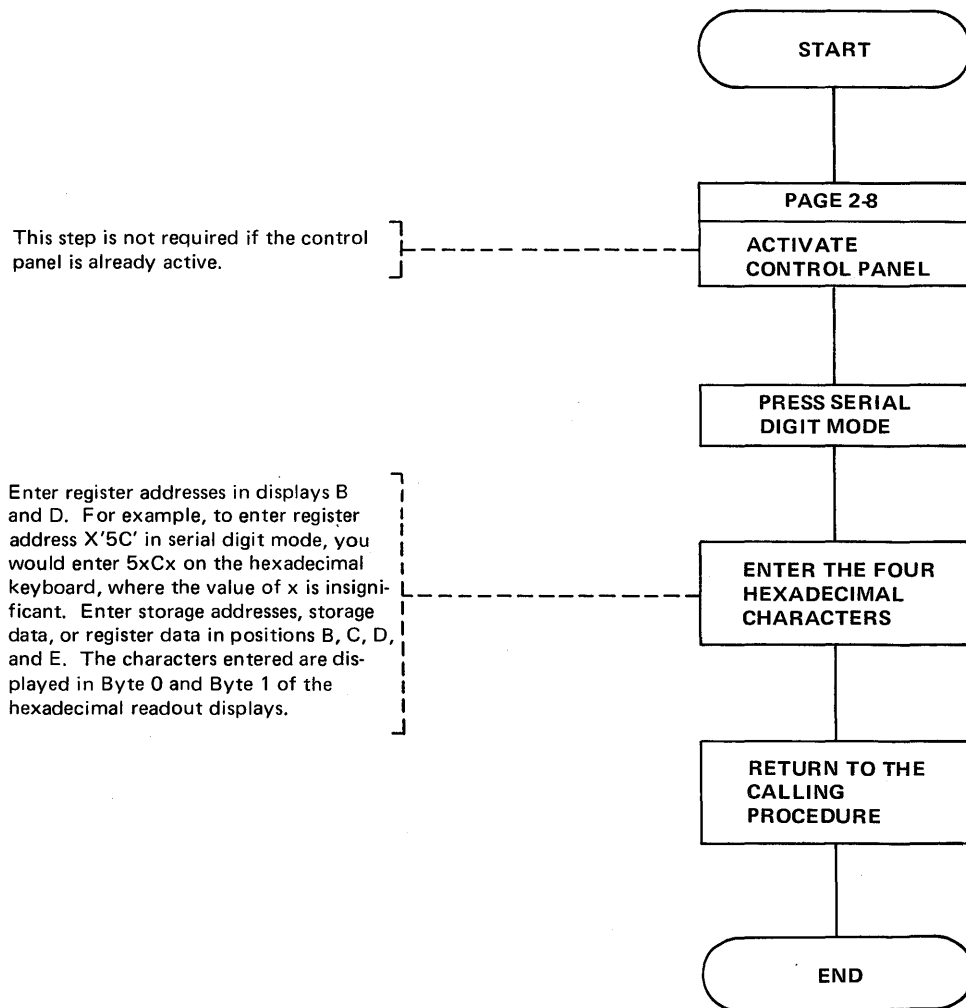 START
PAGE 2-8
This step is not required if the control
panel is already active.
ACTIVATE
CONTROL PANEL
PRESS SERIAL
DIGIT MODE
Enter register addresses in displays B
and D. For example, to enter register
address X'5C' in serial digit mode, you
would enter 5xCx on the hexadecimal
keyboard, where the value of x is insigni-
ficant. Enter storage addresses, storage
data, or register data in positions B, C, D,
and E. The characters entered are dis-
played in Byte 0 and Byte 1 of the
hexadecimal readout displays.
ENTER THE FOUR
HEXADECIMAL
CHARACTERS
RETURN TO THE
CALLING
PROCEDURE
END